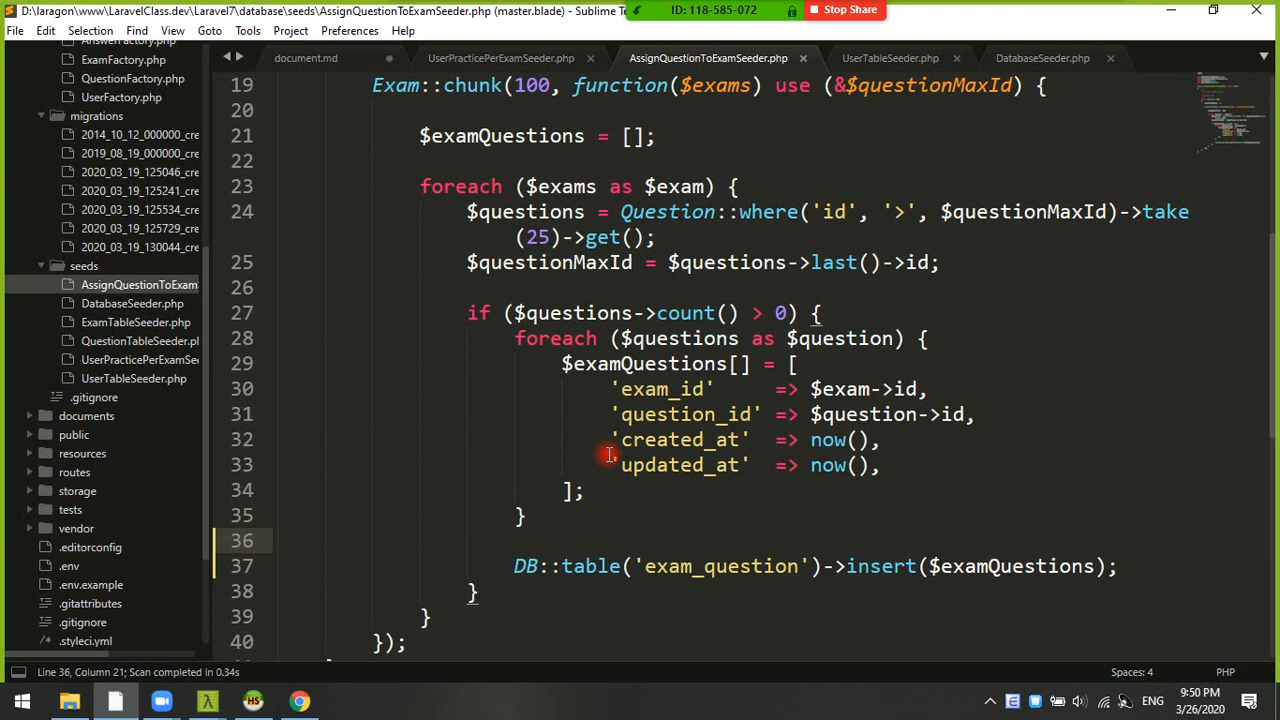 D:\laragon\www\LaravelClass.dev\Laravel7\database\seeds\AssignQuestionToExamSeeder.php (master.blade) - Sublime Te
ID: 118-585-072
Stop Share
File Edit Selection Find View Goto Tools Project Preferences Help
AnswerFactory.php
ExamFactory.php
QuestionFactory.php
UserFactory.php
migrations
2014_10_12_000000_cre
2019_08_19_000000_cre
2020_03_19_125046_cre
2020_03_19_125241_cre
2020_03_19_125534_cre
2020_03_19_125729_cre
2020_03_19_130044_cre
seeds
AssignQuestionToExam
DatabaseSeeder.php
ExamTableSeeder.php
QuestionTableSeeder.ph
UserPracticePerExamSee
UserTableSeeder.php
.gitignore
documents
public
resources
routes
storage
tests
vendor
.editorconfig
.env
.env.example
.gitattributes
.gitignore
.styleci.yml
document.md
UserPracticePerExamSeeder.php
AssignQuestionToExamSeeder.php
UserTableSeeder.php
DatabaseSeeder.php
19 Exam::chunk(100, function($exams) use (&$questionMaxId) {
20
21 $examQuestions = [];
22
23 foreach ($exams as $exam) {
24 $questions = Question::where('id', '>', $questionMaxId)->take
(25)->get();
25 $questionMaxId = $questions->last()->id;
26
27 if ($questions->count() > 0) {
28 foreach ($questions as $question) {
29 $examQuestions[] = [
30 'exam_id' => $exam->id,
31 'question_id' => $question->id,
32 'created_at' => now(),
33 'updated_at' => now(),
34 ];
35 }
36
37 DB::table('exam_question')->insert($examQuestions);
38 }
39 }
40 });
Line 36, Column 21; Scan completed in 0.34s
Spaces: 4
PHP
ENG
9:50 PM
3/26/2020